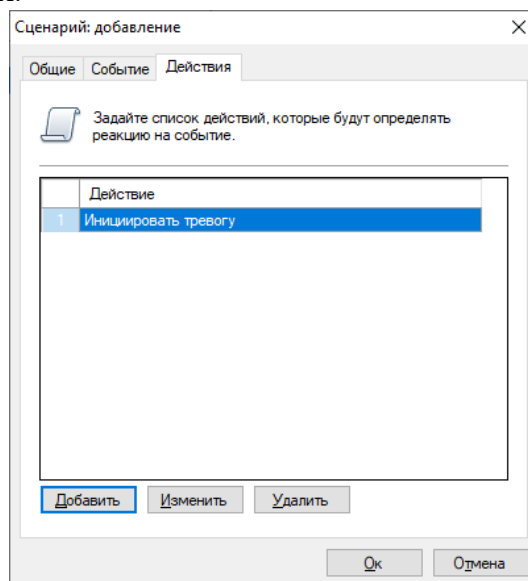 Сценарий: добавление
Общие Событие Действия
Задайте список действий, которые будут определять
реакцию на событие.
Действие
1 Инициировать тревогу
Добавить Изменить Удалить
Ок Отмена